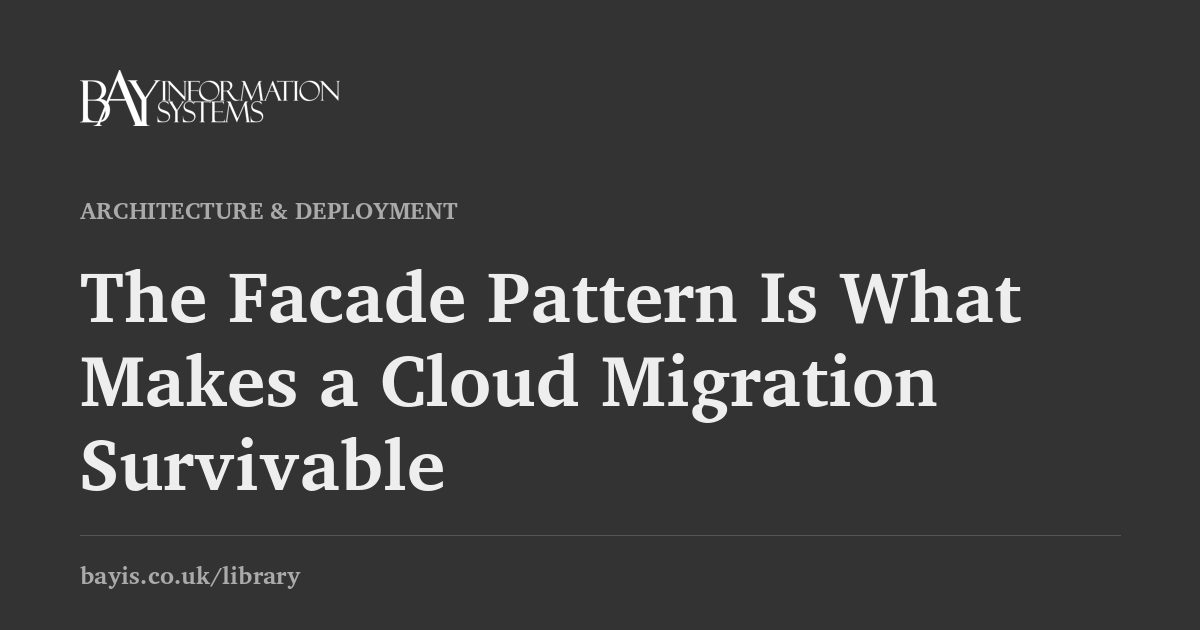 BAY INFORMATION
SYSTEMS
ARCHITECTURE & DEPLOYMENT
The Facade Pattern Is What
Makes a Cloud Migration
Survivable
bayis.co.uk/library